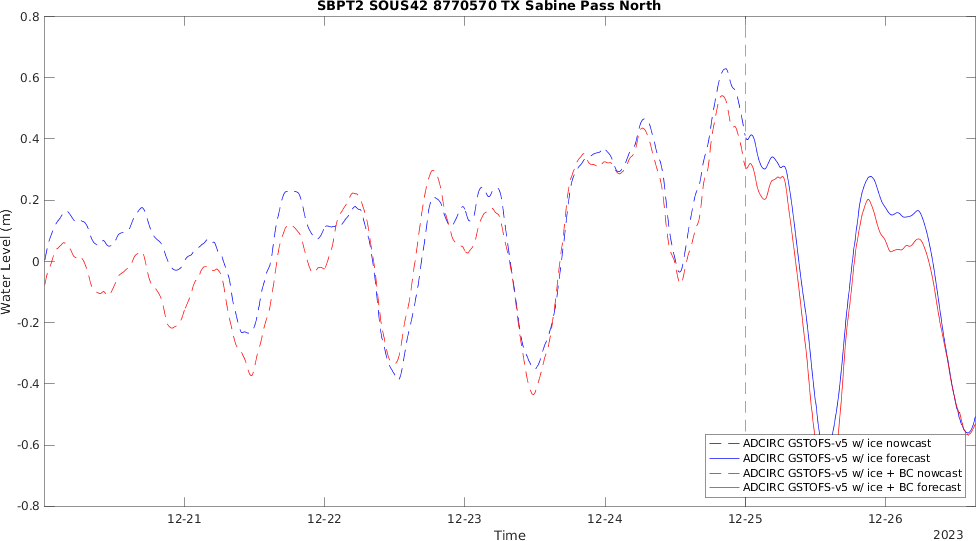 SBPT2 SOUS42 8770570 TX Sabine Pass North
0.8
0.6
0.4
0.2
0
-0.2
-0.4
-0.6
-0.8
Water Level (m)
ADCIRC GSTOFS-v5 w/ ice nowcast
ADCIRC GSTOFS-v5 w/ ice forecast
ADCIRC GSTOFS-v5 w/ ice + BC nowcast
ADCIRC GSTOFS-v5 w/ ice + BC forecast
12-21 12-22 12-23 12-24 12-25 12-26
Time
2023